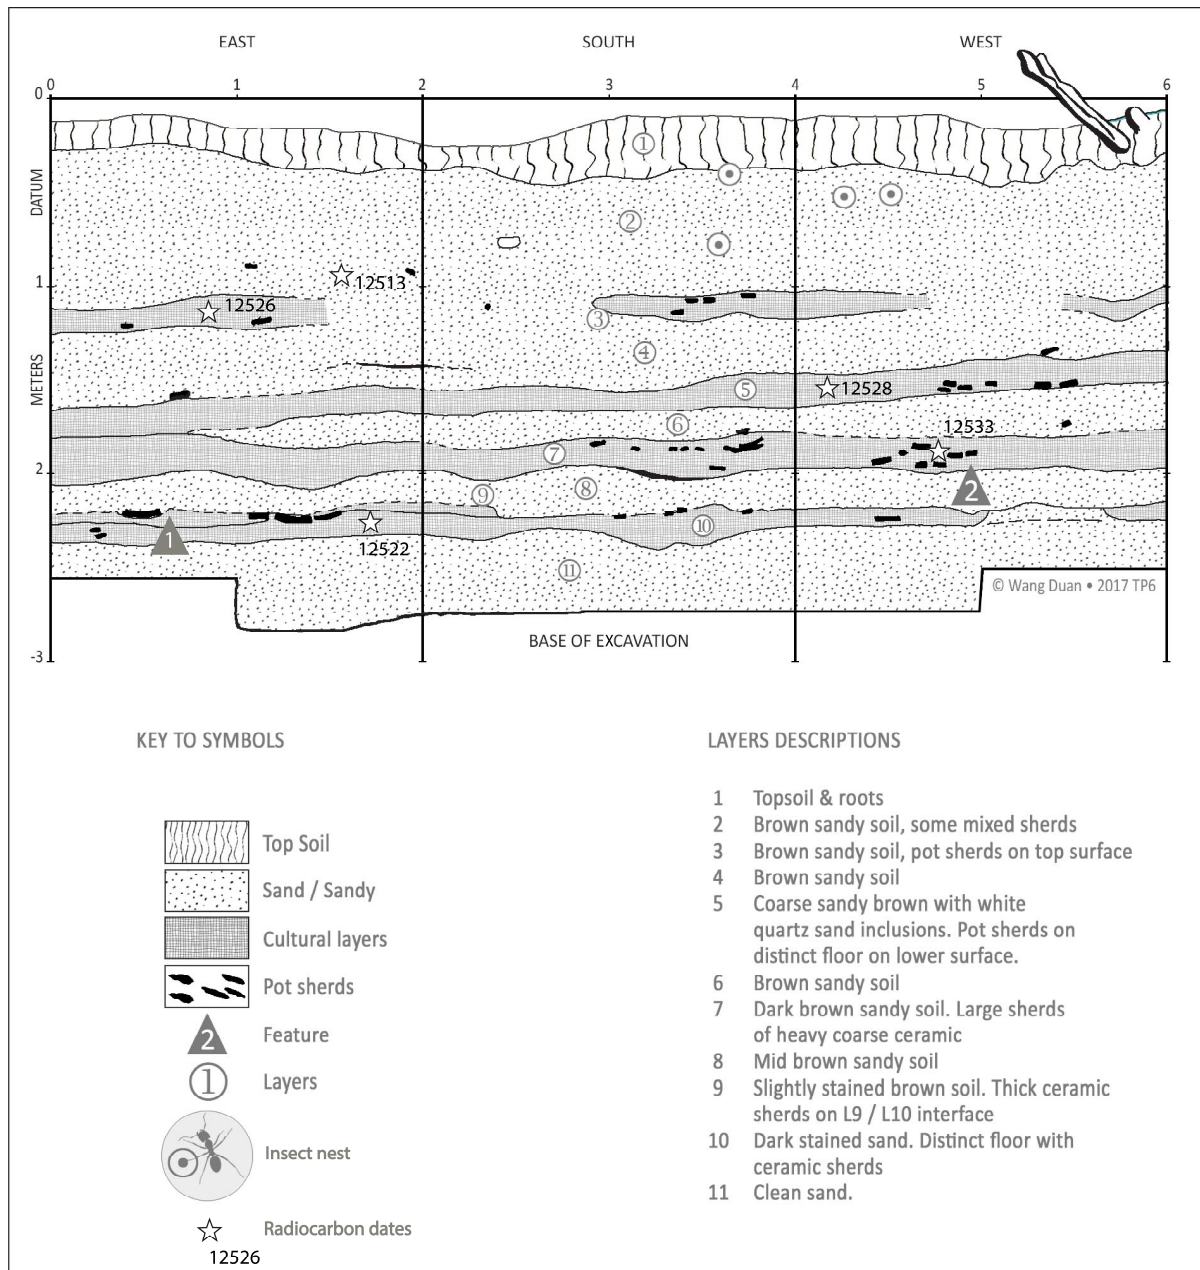 EAST SOUTH WEST
0 1 2 3 4 5 6
0
DATUM
1
METERS
2
-3
1
2
12513
12526
3
4
5
12528
6
12533
7
8
9
2
10
1
12522
11
© Wang Duan • 2017 TP6
BASE OF EXCAVATION
KEY TO SYMBOLS
Top Soil
Sand / Sandy
Cultural layers
Pot sherds
2 Feature
1 Layers
Insect nest
Radiocarbon dates
12526
LAYERS DESCRIPTIONS
1 Topsoil & roots
2 Brown sandy soil, some mixed sherds
3 Brown sandy soil, pot sherds on top surface
4 Brown sandy soil
5 Coarse sandy brown with white
quartz sand inclusions. Pot sherds on
distinct floor on lower surface.
6 Brown sandy soil
7 Dark brown sandy soil. Large sherds
of heavy coarse ceramic
8 Mid brown sandy soil
9 Slightly stained brown soil. Thick ceramic
sherds on L9 / L10 interface
10 Dark stained sand. Distinct floor with
ceramic sherds
11 Clean sand.